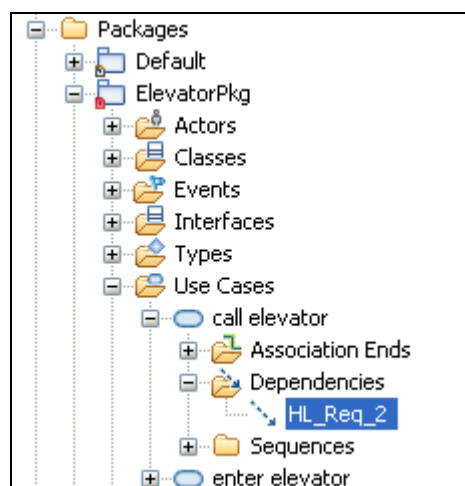 Packages
Default
ElevatorPkg
Actors
Classes
Events
Interfaces
Types
Use Cases
call elevator
Association Ends
Dependencies
HL_Req_2
Sequences
enter elevator